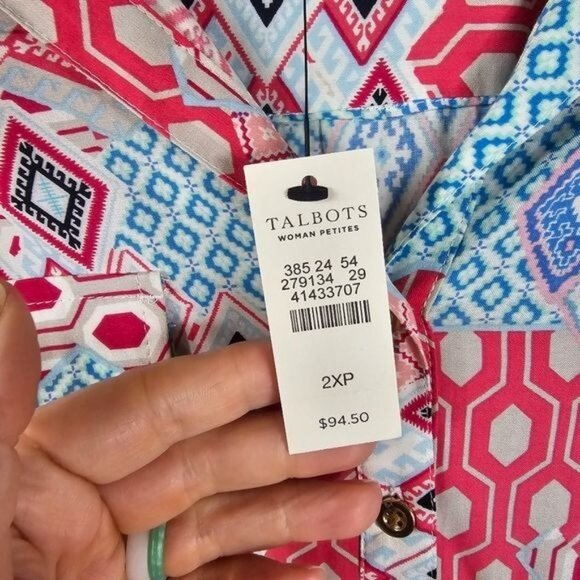 TALBOTS
WOMAN PETITES
385 24 54
279134 29
41433707
2XP
$94.50